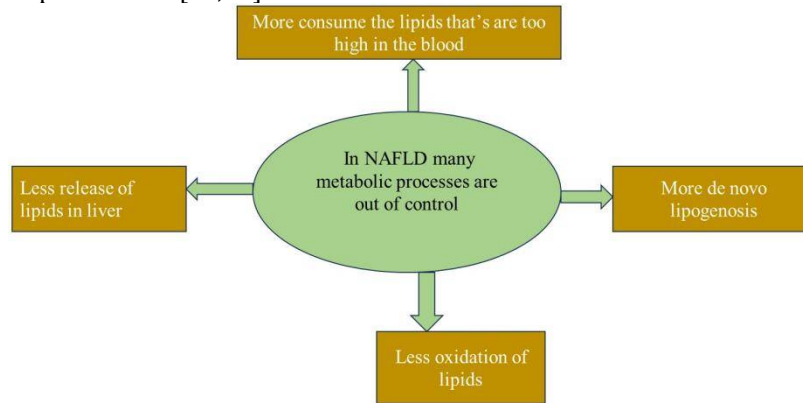 More consume the lipids that's are too
high in the blood
In NAFLD many
metabolic processes are
out of control
Less release of
lipids in liver
More de novo
lipogenosis
Less oxidation of
lipids